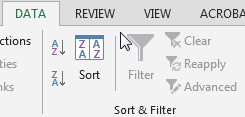 DATA REVIEW VIEW ACROBA
ctions
ties
nks
A Z
Z A
Z A A Z
Sort
Filter
Clear
Reapply
Advanced
Sort & Filter